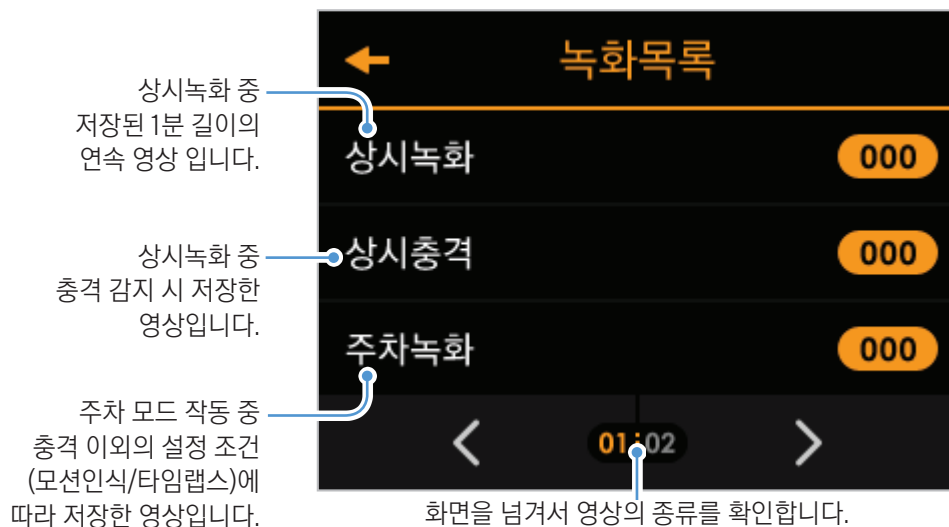 녹화목록
상시녹화 중
저장된 1분 길이의
연속 영상 입니다.
상시녹화
000
상시녹화 중
충격 감지 시 저장한
영상입니다.
상시충격
000
주차녹화
000
주차 모드 작동 중
충격 이외의 설정 조건
(모션인식/타임랩스)에
따라 저장한 영상입니다.
01:02
화면을 넘겨서 영상의 종류를 확인합니다.